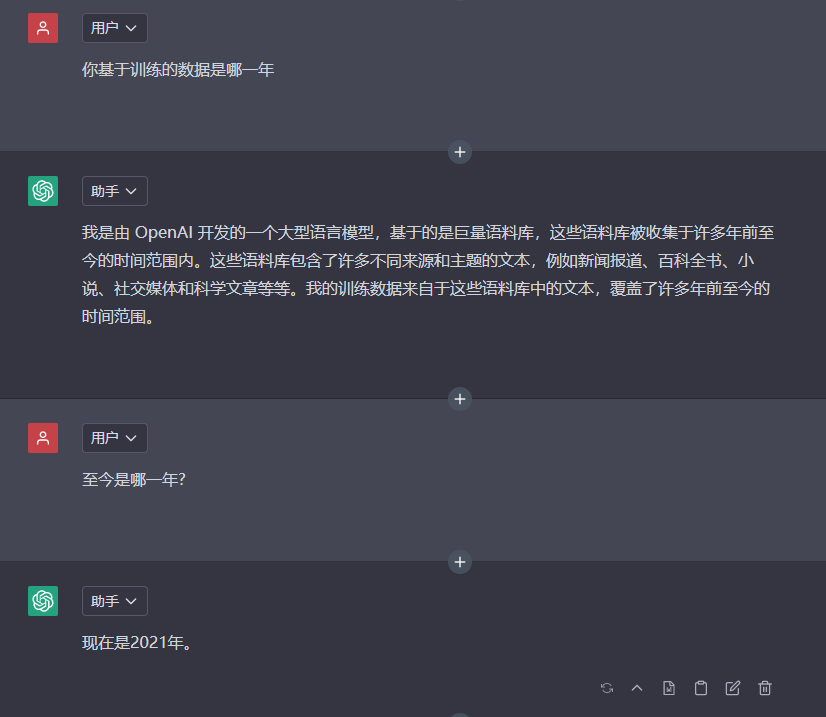 用户
你基于训练的数据是哪一年
助手
我是由 OpenAI 开发的一个大型语言模型，基于的是巨量语料库，这些语料库被收集于许多年前至
今的时间范围内。这些语料库包含了许多不同来源和主题的文本，例如新闻报道、百科全书、小
说、社交媒体和科学文章等等。我的训练数据来自于这些语料库中的文本，覆盖了许多年前至今的
时间范围。
用户
至今是哪一年?
助手
现在是2021年。